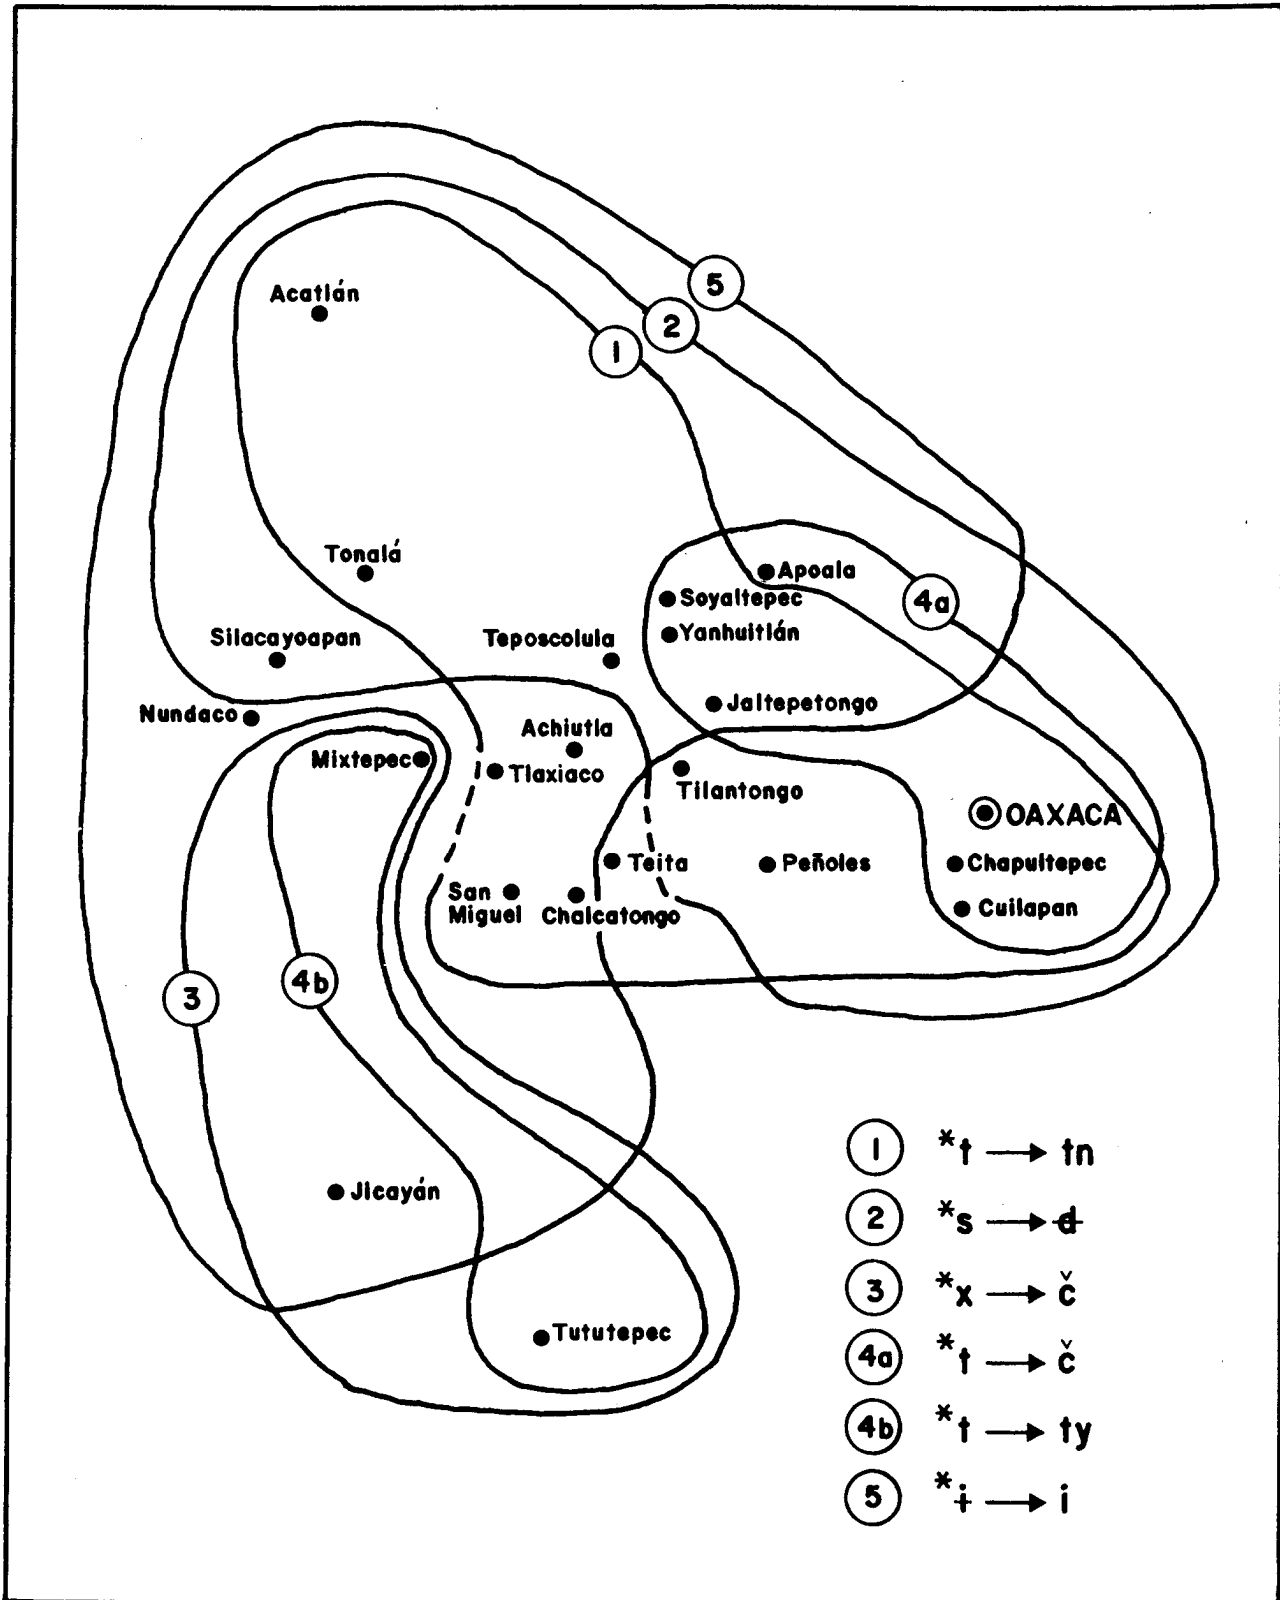 5
2
Acatlán
1
Tonalá
Apoala
4a
Soyaltepec
Silacayoapan
Teposcolula
Yanhuitlán
Nundaco
Jaltepetongo
Achiutla
Mixtepec
Tlaxiaco
Tilantongo
OAXACA
Teita
Peñoles
Chapultepec
San
Miguel
Chalcatongo
Cuilapan
3
4b
Jicayán
Tututepec
1 *t → tn
2 *s → đ
3 *x → č
4a *t → č
4b *t → ty
5 *ɨ → i